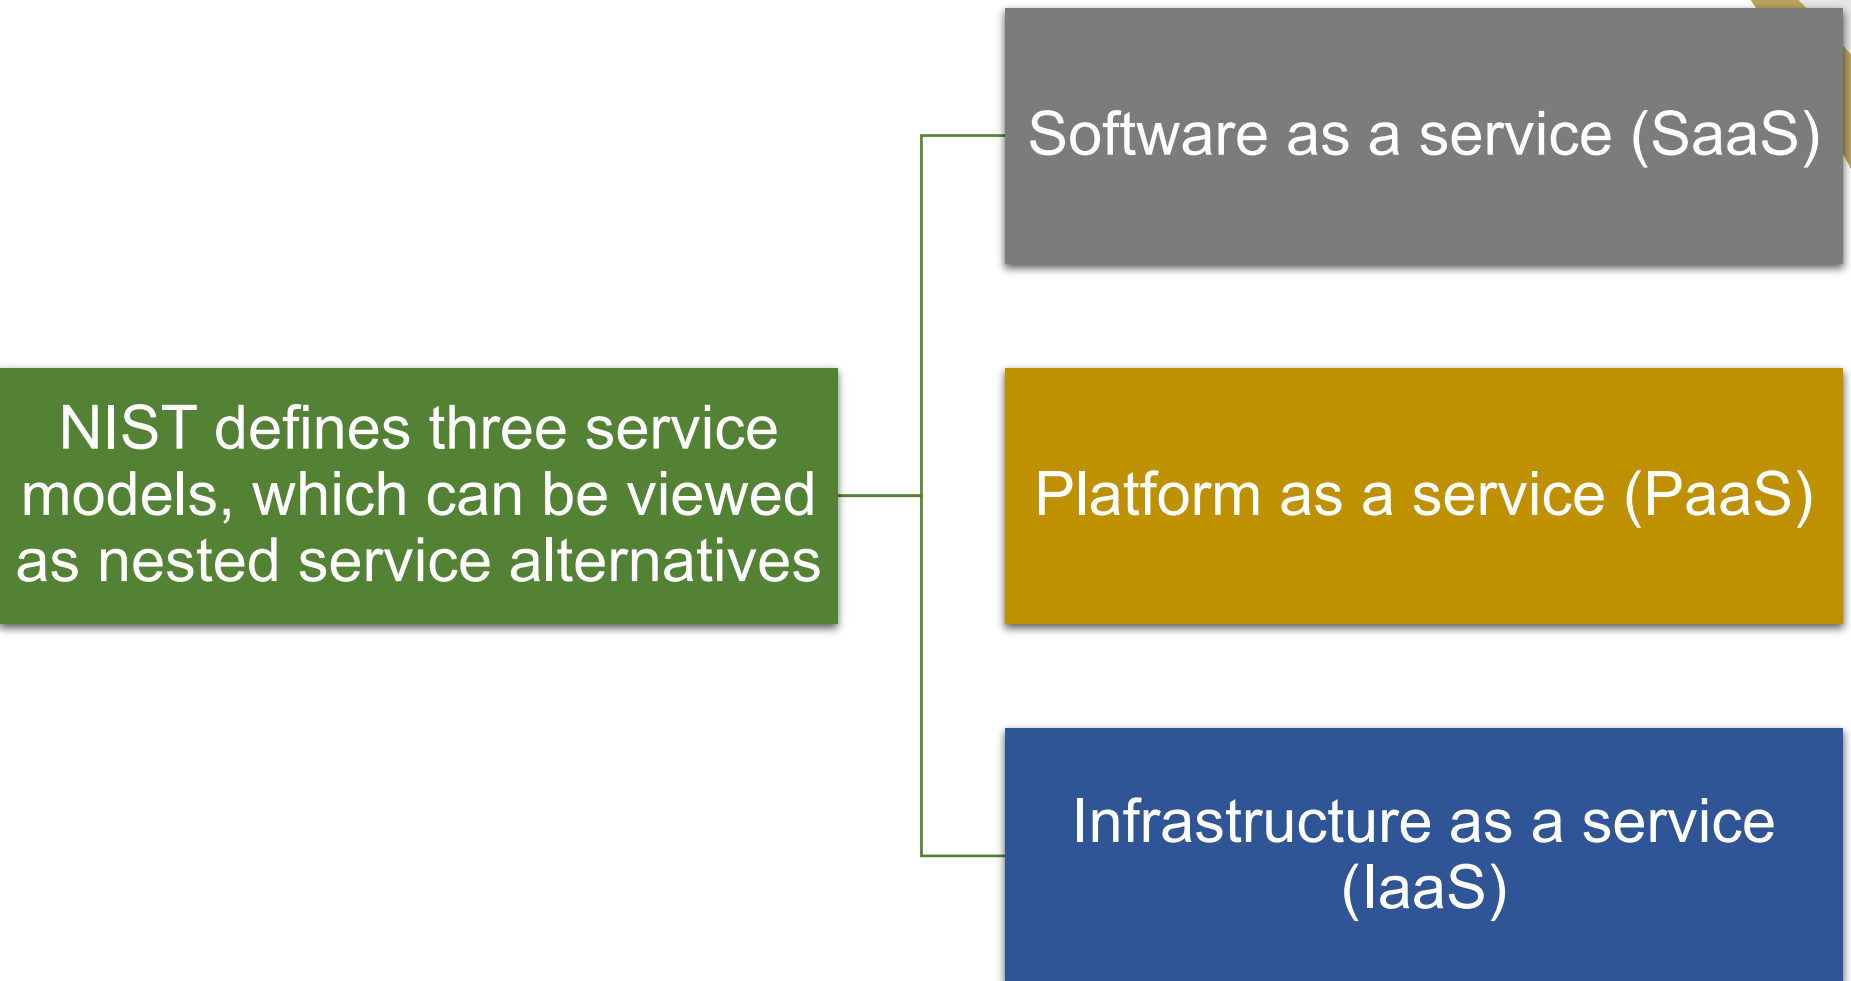 NIST defines three service
models, which can be viewed
as nested service alternatives
Software as a service (SaaS)
Platform as a service (PaaS)
Infrastructure as a service
(IaaS)